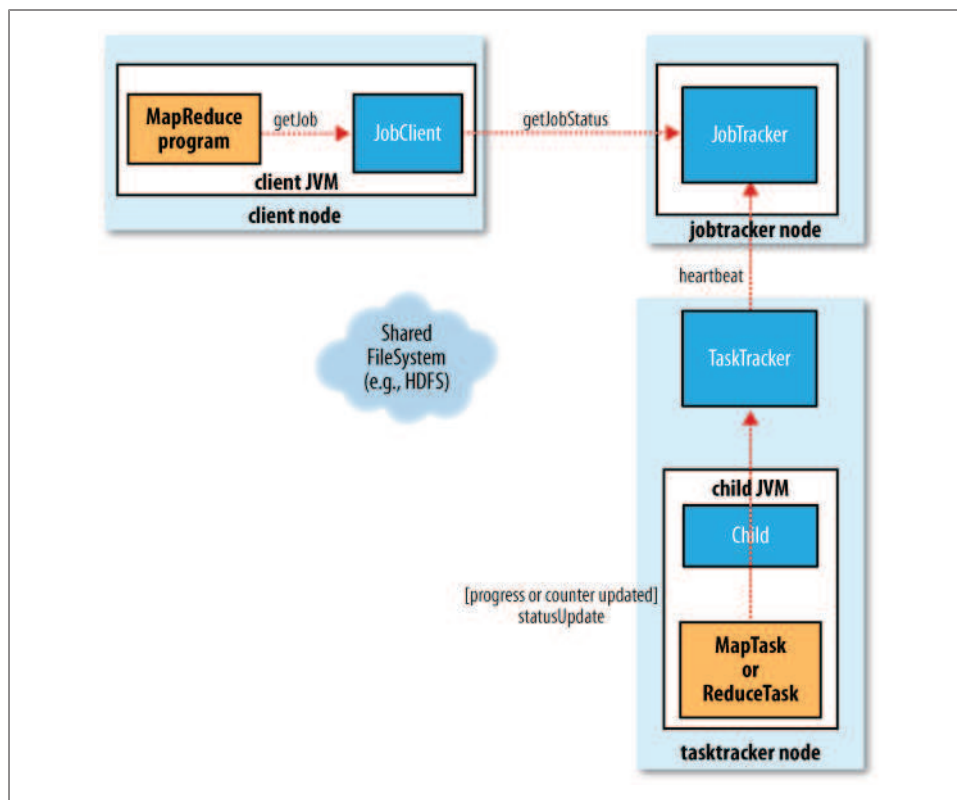 MapReduce
program
getJob
JobClient
client JVM
client node
getJobStatus
JobTracker
jobtracker node
heartbeat
Shared
FileSystem
(e.g., HDFS)
TaskTracker
child JVM
Child
[progress or counter updated]
statusUpdate
MapTask
or
ReduceTask
tasktracker node